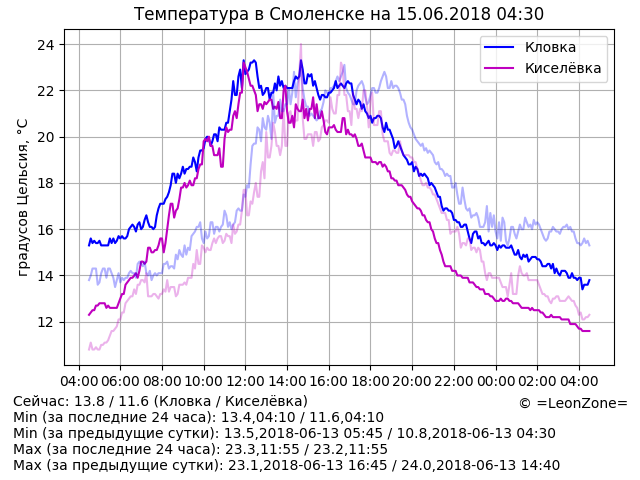 Температура в Смоленске на 15.06.2018 04:30
Кловка
Киселёвка
градусов Цельсия, °C
24
22
20
18
16
14
12
04:00 06:00 08:00 10:00 12:00 14:00 16:00 18:00 20:00 22:00 00:00 02:00 04:00
Сейчас: 13.8 / 11.6 (Кловка / Киселёвка)
© =LeonZone=
Min (за последние 24 часа): 13.4,04:10 / 11.6,04:10
Min (за предыдущие сутки): 13.5,2018-06-13 05:45 / 10.8,2018-06-13 04:30
Max (за последние 24 часа): 23.3,11:55 / 23.2,11:55
Max (за предыдущие сутки): 23.1,2018-06-13 16:45 / 24.0,2018-06-13 14:40